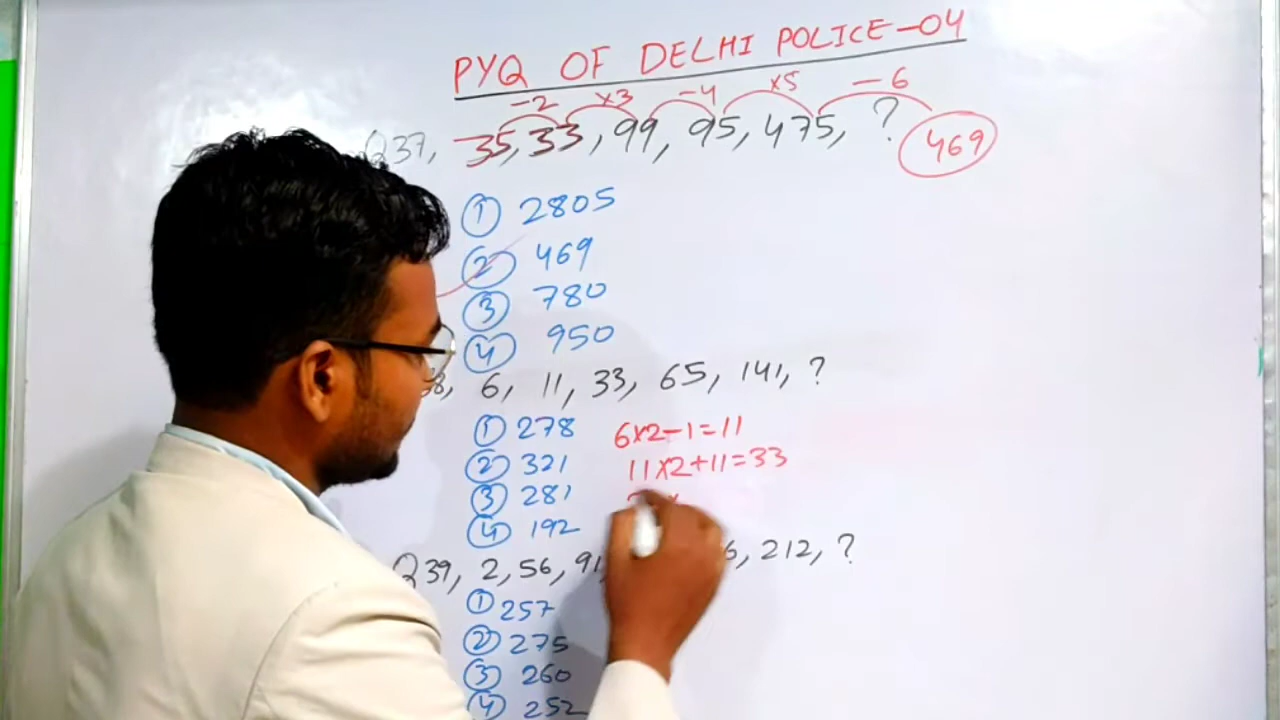 PYQ OF DELHI POLICE-04
-2 ×3 -4 ×5 -6
Q37, 35, 33, 99, 95, 475, ? 469
① 2805
② 469
③ 780
④ 950
38, 6, 11, 33, 65, 141, ?
① 278 6×2-1=11
② 321 11×2+11=33
③ 281
④ 192
Q39, 2, 56, 91, 6, 212, ?
① 257
② 275
③ 260
④ 252